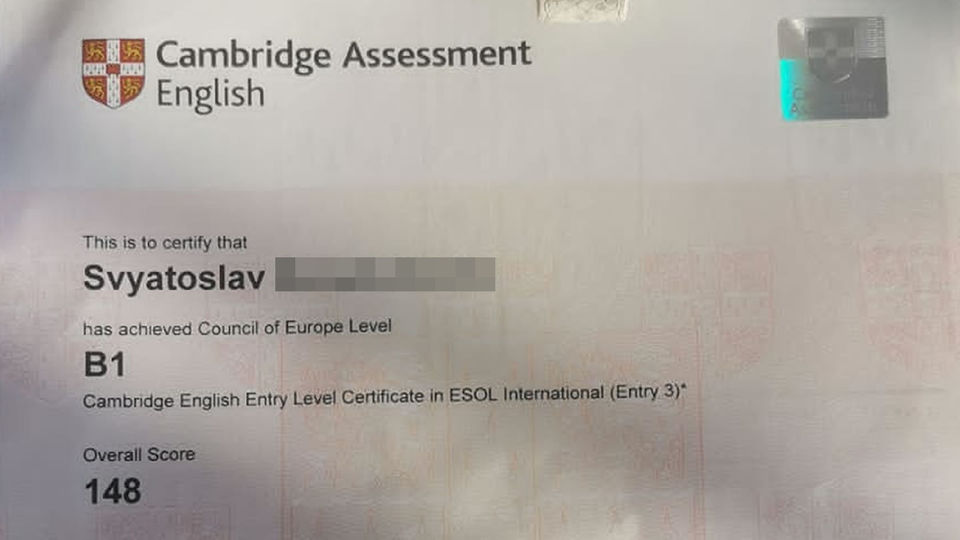 Cambridge Assessment
English
This is to certify that
Svyatoslav
has achieved Council of Europe Level
B1
Cambridge English Entry Level Certificate in ESOL International (Entry 3)*
Overall Score
148